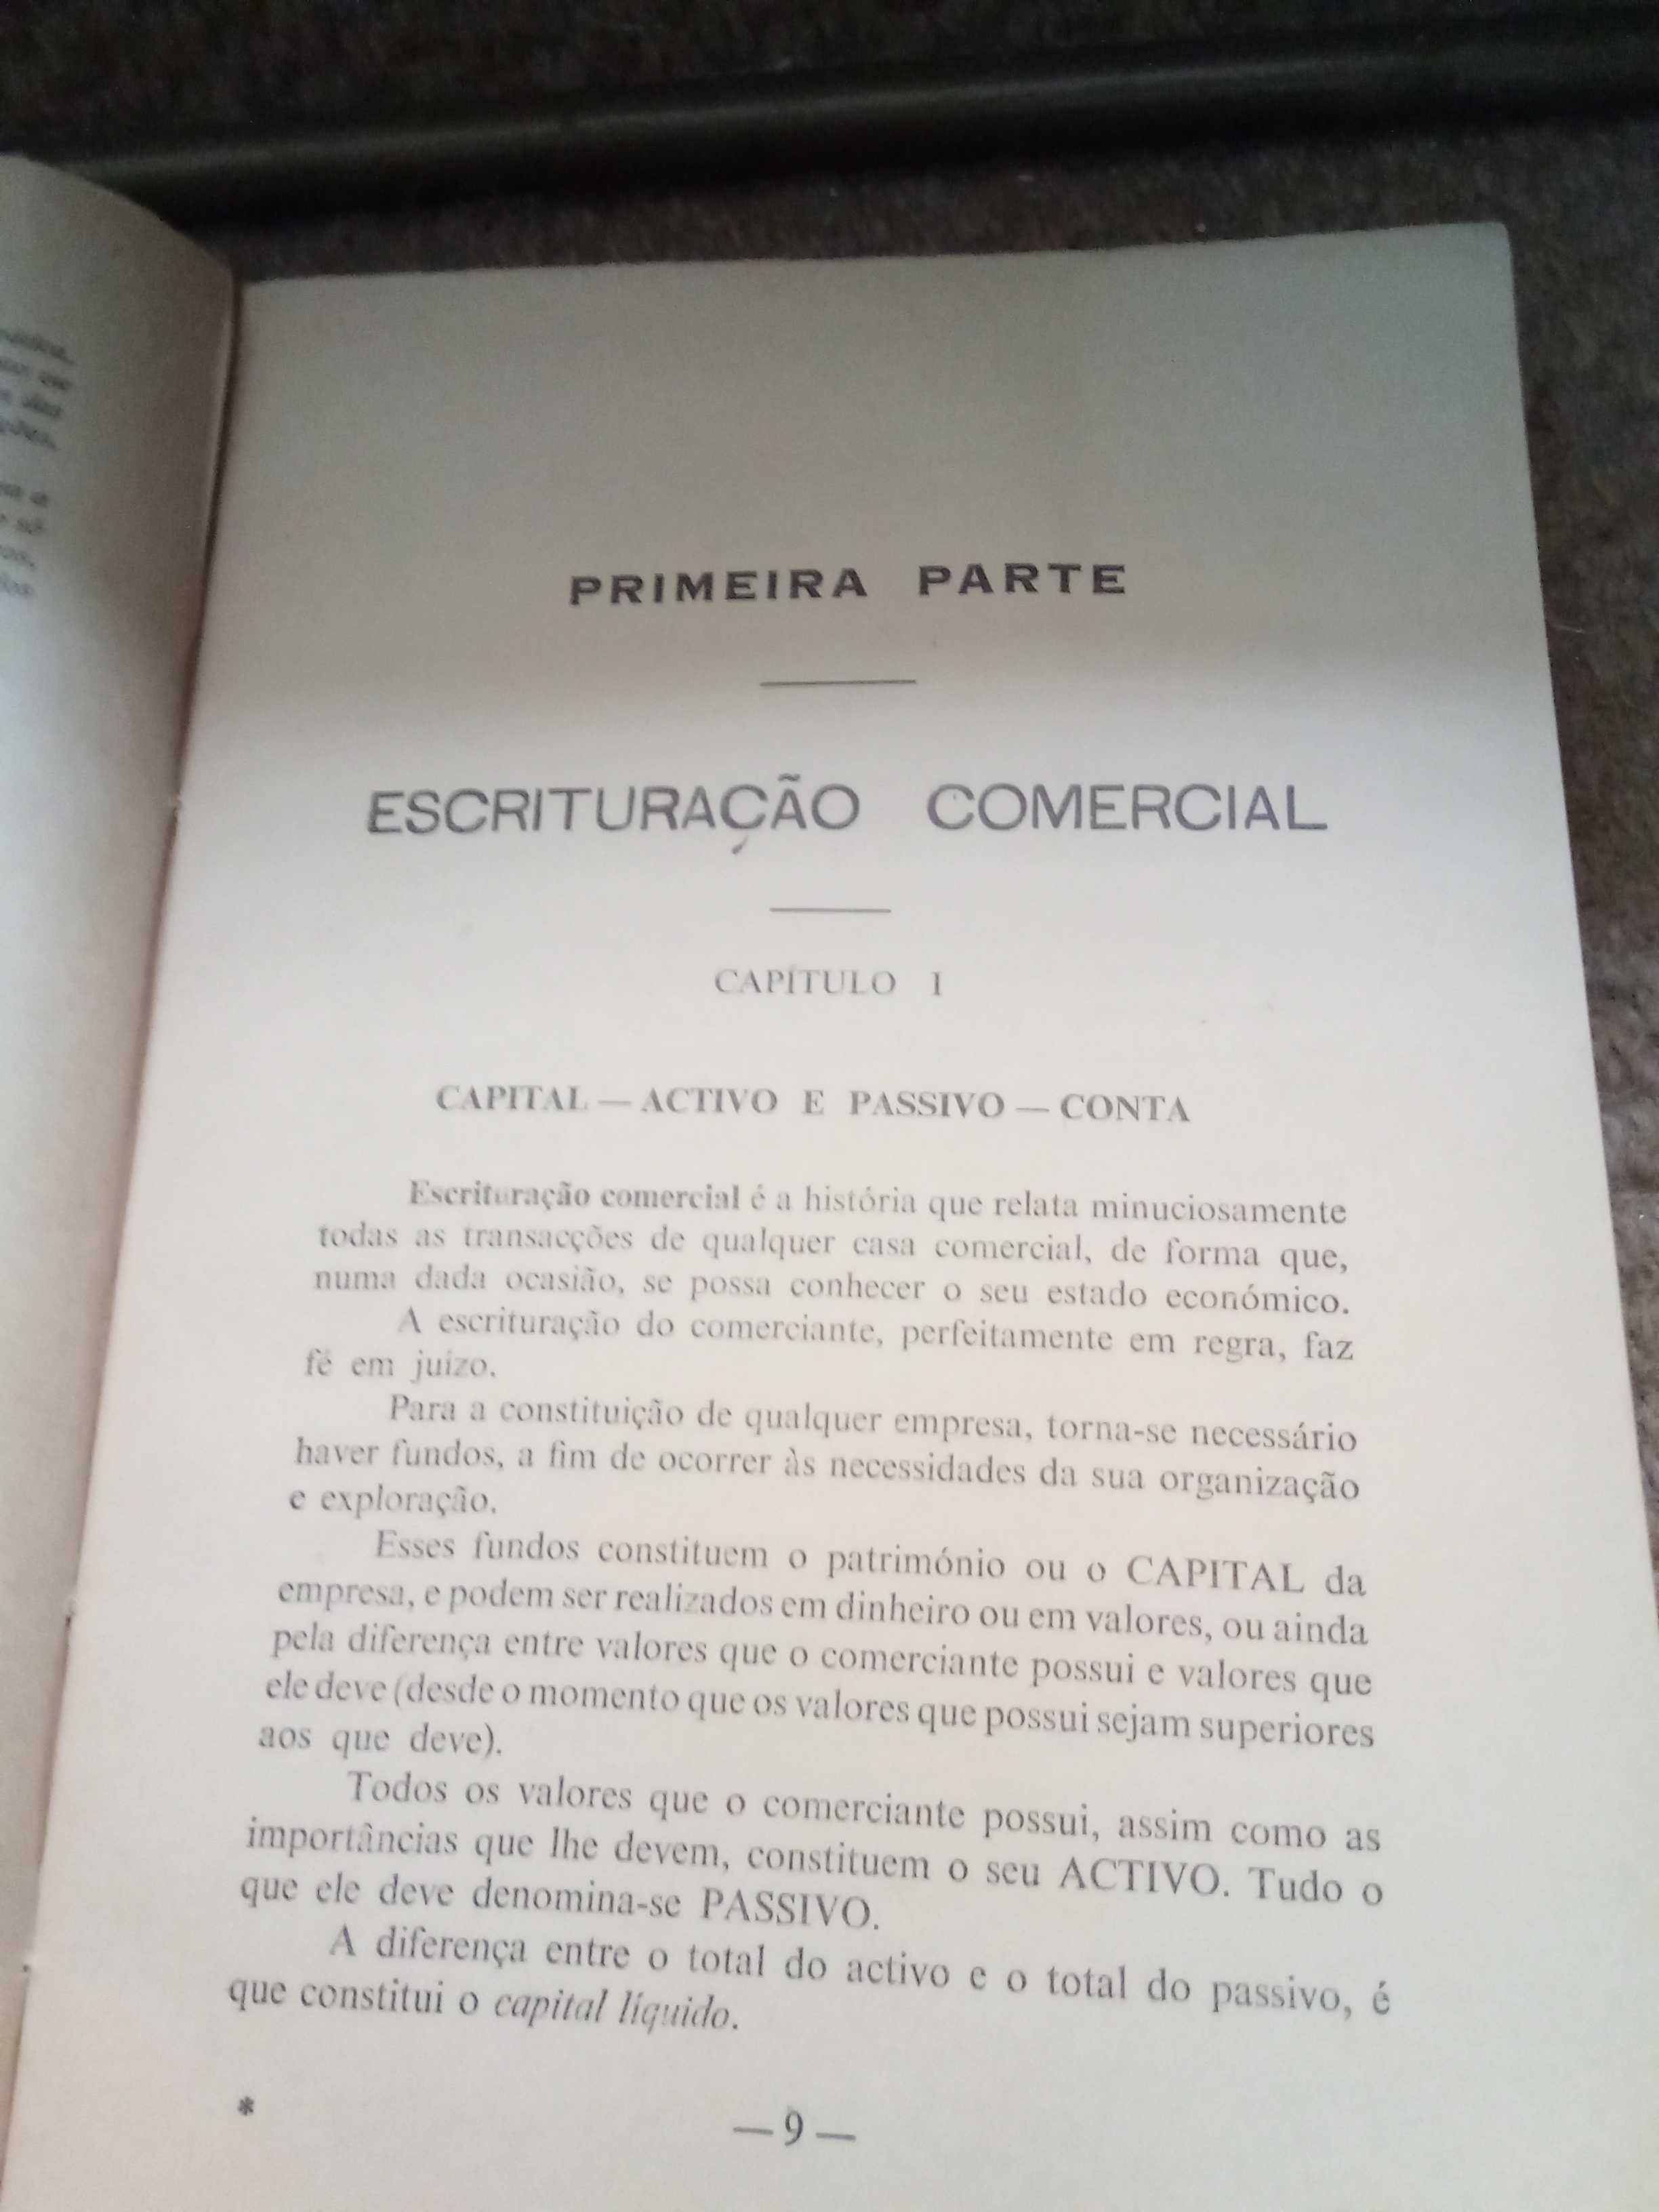 PRIMEIRA PARTE
ESCRITURAÇÃO COMERCIAL
CAPÍTULO I
CAPITAL — ACTIVO E PASSIVO — CONTA
Escrituração comercial é a história que relata minuciosamente
todas as transacções de qualquer casa comercial, de forma que,
numa dada ocasião, se possa conhecer o seu estado económico.
A escrituração do comerciante, perfeitamente em regra, faz
fé em juízo.
Para a constituição de qualquer empresa, torna-se necessário
haver fundos, a fim de ocorrer às necessidades da sua organização
e exploração.
Esses fundos constituem o património ou o CAPITAL da
empresa, e podem ser realizados em dinheiro ou em valores, ou ainda
pela diferença entre valores que o comerciante possui e valores que
ele deve (desde o momento que os valores que possui sejam superiores
aos que deve).
Todos os valores que o comerciante possui, assim como as
importâncias que lhe devem, constituem o seu ACTIVO. Tudo o
que ele deve denomina-se PASSIVO.
A diferença entre o total do activo e o total do passivo, é
que constitui o capital líquido.
*
— 9 —